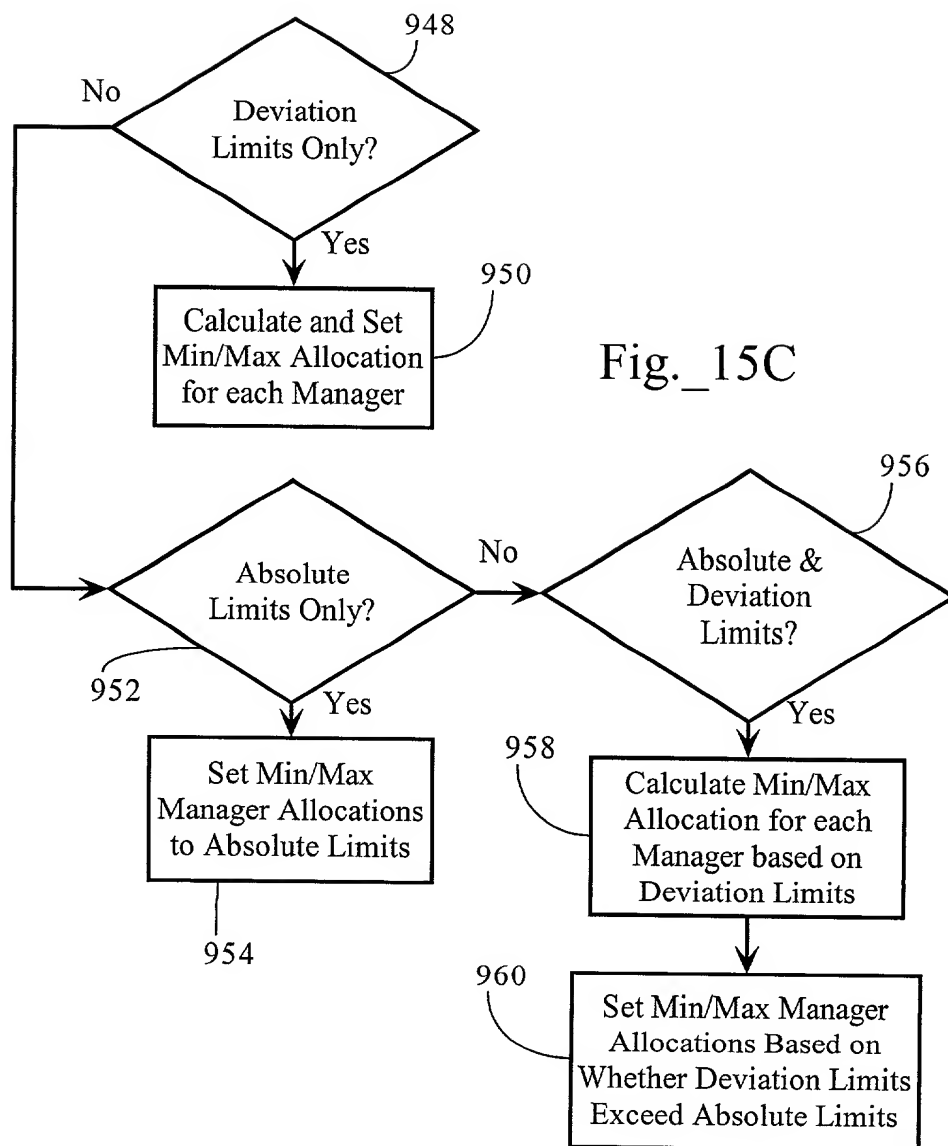 948
No
Deviation
Limits Only?
Yes
950
Calculate and Set
Min/Max Allocation
for each Manager
Fig._15C
956
Absolute
Limits Only?
No
Absolute &
Deviation
Limits?
952
Yes
Yes
958
Set Min/Max
Manager Allocations
to Absolute Limits
Calculate Min/Max
Allocation for each
Manager based on
Deviation Limits
954
960
Set Min/Max Manager
Allocations Based on
Whether Deviation Limits
Exceed Absolute Limits